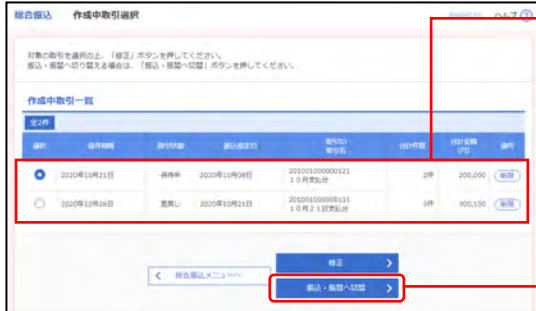 総合振込 作成中取引選択
ヘルプ
対象の取引を選択の上、「修正」ボタンを押してください。
振込・振替へ切り替える場合は、「振込・振替へ切替」ボタンを押してください。
作成中取引一覧
全2件
選択 操作期限 取引状態 振込指定日 取引ID 合計件数 合計金額 操作
取引名 (円)
2020年10月21日 保存中 2020年10月08日 201001000000121 2件 200,000 削除
10月支払分
2020年10月26日 差戻し 2020年10月21日 300,100 削除
10月21日支払分
修正
総合振込メニューへ
振込・振替へ切替